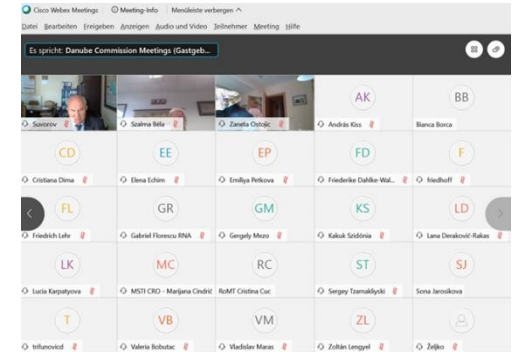 Cisco Webex Meetings Meeting-Info Menüleiste verbergen
Datei Bearbeiten Freigeben Anzeigen Audio und Video Teilnehmer Meeting Hilfe
Es spricht: Danube Commission Meetings (Gastgeb...
Suvorov Szalma Béla Zaneta Ostojic András Kiss Bianca Borca
AK BB
CD EE EP FD F
Cristiana Dima Elena Echim Emiliya Petkova Friederike Dahlke-Wal... friedhoff
FL GR GM KS LD
Friedrich Lehr Gabriel Florescu RNA Gergely Mezo Kakuk Szidónia Lana Deraković-Rakas
LK MC RC ST SJ
Lucia Karpatyova MSTI CRO - Marijana Cindrić RoMT Cristina Cuc Sergey Tzarnakliyski Sona Jarosikova
T VB VM ZL
trifunovicd Valeria Bobutac Vladislav Maras Zoltán Lengyel Željko